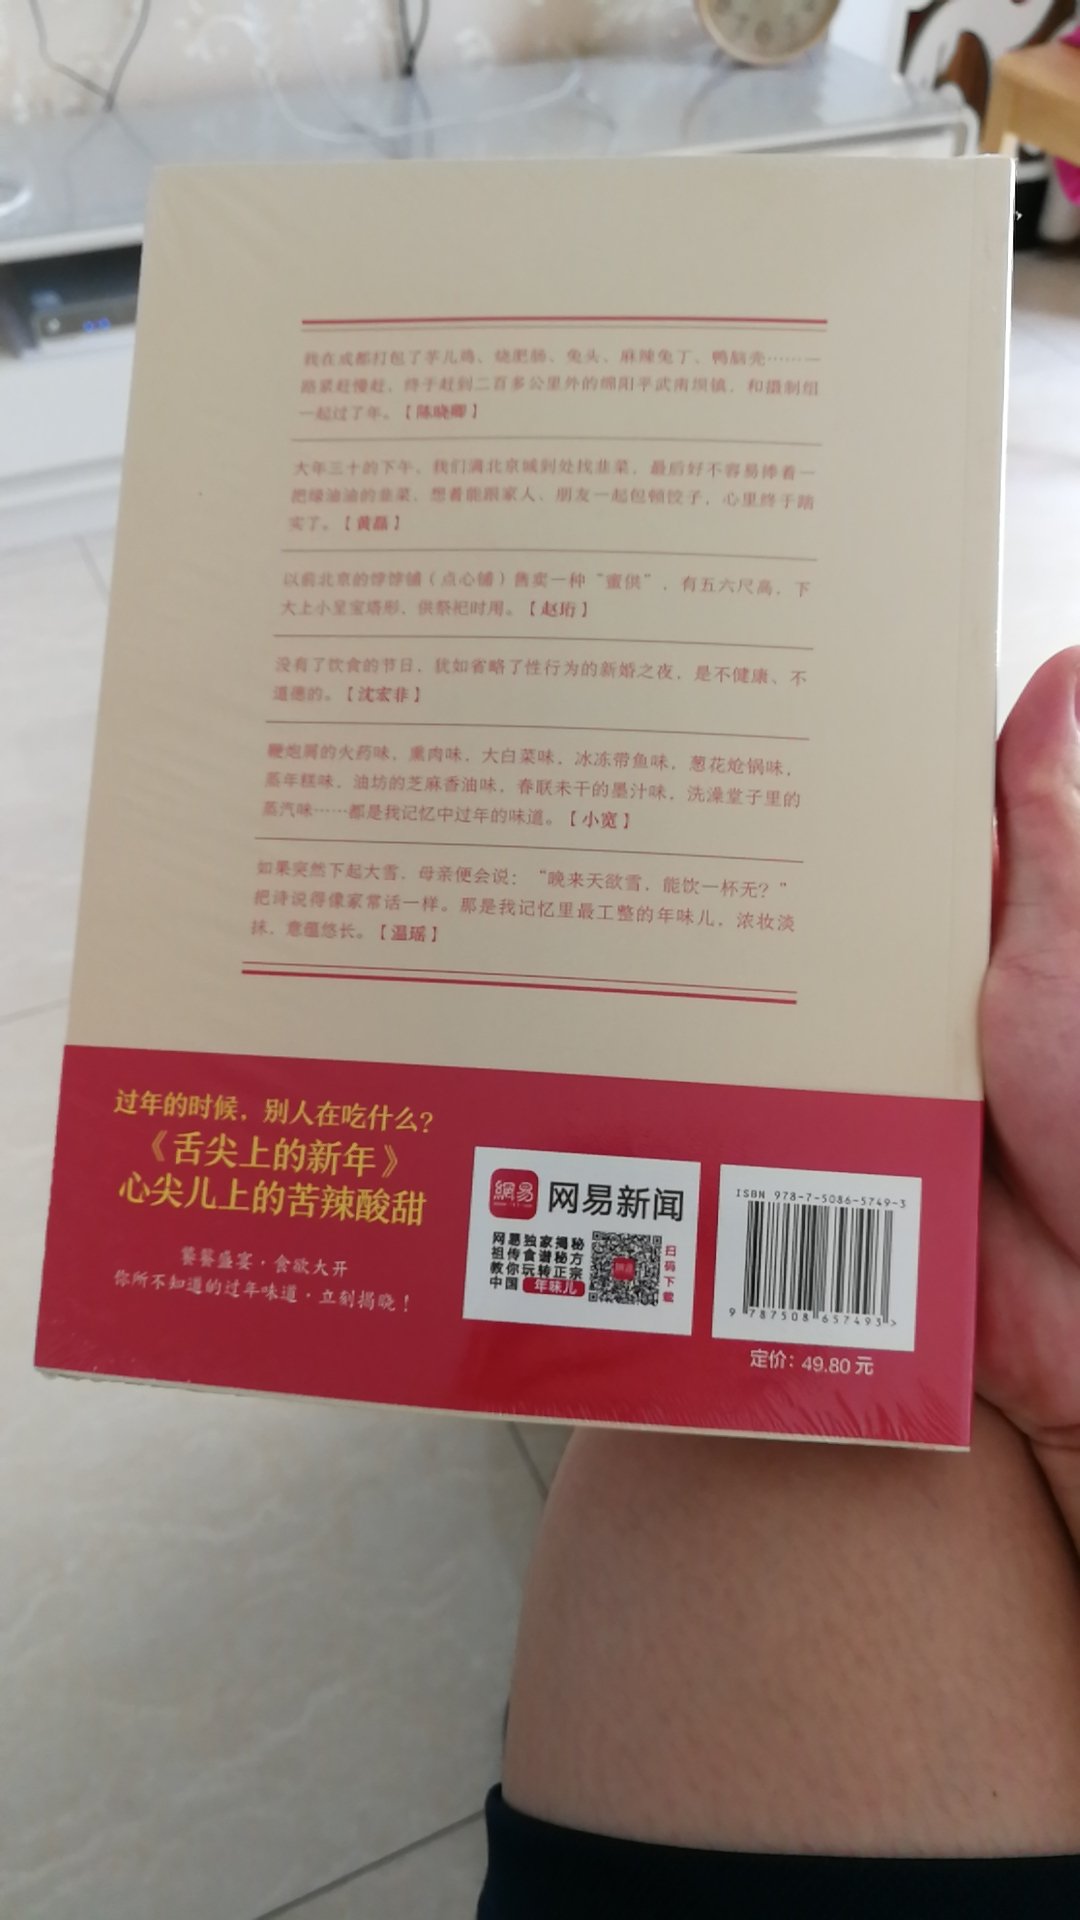 我在成都打包了芋儿鸡、烧肥肠、兔头、麻辣兔丁、鸭脑壳……一
路紧赶慢赶，终于赶到二百多公里外的绵阳平武南坝镇，和摄制组
一起过了年。【陈晓卿】
大年三十的下午，我们满北京城到处找韭菜，最后好不容易捧着一
把绿油油的韭菜，想着能跟家人、朋友一起包顿饺子，心里终于踏
实了。【黄磊】
以前北京的饽饽铺（点心铺）售卖一种“蜜供”，有五六尺高，下
大上小呈宝塔形，供祭祀时用。【赵珩】
没有了饮食的节日，犹如省略了性行为的新婚之夜，是不健康、不
道德的。【沈宏非】
鞭炮屑的火药味，熏肉味，大白菜味，冰冻带鱼味，葱花炝锅味，
蒸年糕味，油坊的芝麻香油味，春联未干的墨汁味，洗澡堂子里的
蒸汽味……都是我记忆中过年的味道。【小宽】
如果突然下起大雪，母亲便会说：“晚来天欲雪，能饮一杯无？”
把诗说得像家常话一样。那是我记忆里最工整的年味儿，浓妆淡
抹，意蕴悠长。【温瑶】
过年的时候，别人在吃什么？
《舌尖上的新年》
心尖儿上的苦辣酸甜
饕餮盛宴·食欲大开
你所不知道的过年味道·立刻揭晓！
網易
网易新闻
网易独家揭秘
祖传食谱秘方
教你玩转正宗
中国 年味儿
扫码下载
ISBN 978-7-5086-5749-3
9 787508 657493 >
定价：49.80 元